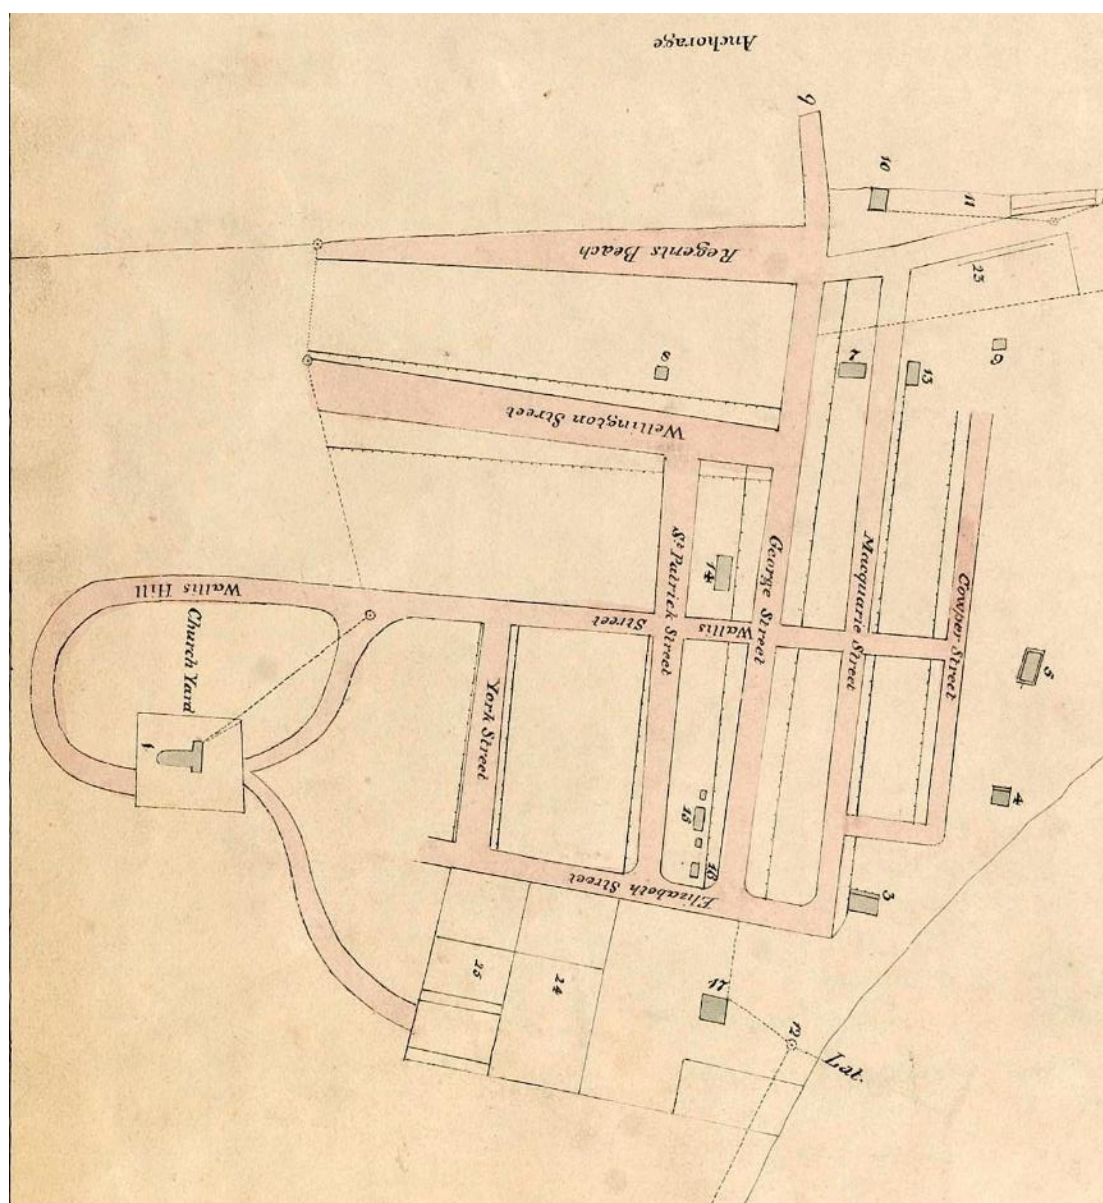 Anchorage
9
10
11
Regents Beach
23
8
7
13
6
Wellington Street
St Patrick Street
14
George Street
Macquarie Street
Cowper Street
Wallis Hill
Wallis
Street
5
Church Yard
1
York Street
4
15
16
Elizabeth Street
3
25
24
17
12
Lat.